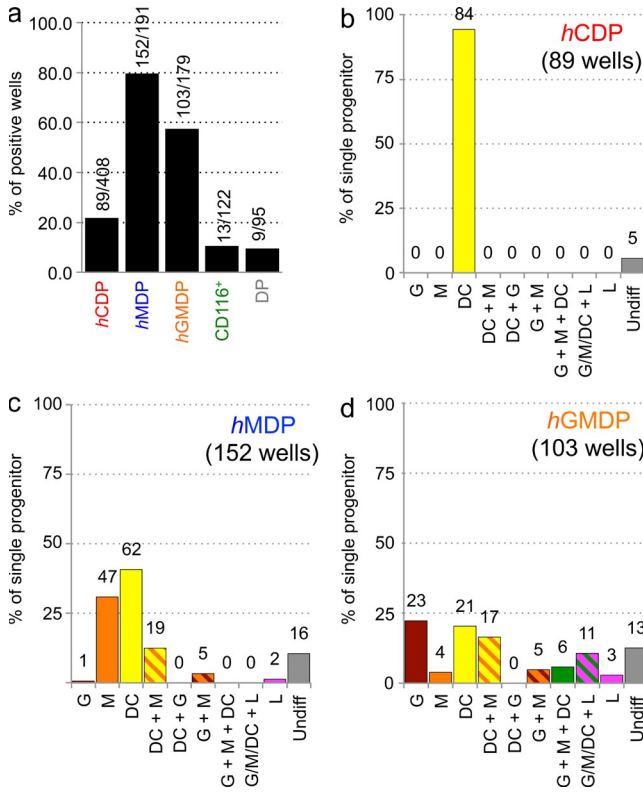 a
% of positive wells
100.0
80.0
60.0
40.0
20.0
0.0
89/408
152/191
103/179
13/122
9/95
hCDP
hMDP
hGMDP
CD116+
DP
b
hCDP
(89 wells)
% of single progenitor
100
75
50
25
0
0
0
84
0
0
0
0
0
0
5
G
M
DC
DC + M
DC + G
G + M
G + M + DC
G/M/DC + L
L
Undiff
c
hMDP
(152 wells)
% of single progenitor
100
50
25
1
47
62
19
0
5
0
0
2
16
G
M
DC
DC + M
DC + G
G + M
G + M + DC
G/M/DC + L
L
Undiff
d
hGMDP
(103 wells)
% of single progenitor
100
50
25
23
4
21
17
0
5
6
11
3
13
G
M
DC
DC + M
DC + G
G + M
G + M + DC
G/M/DC + L
L
Undiff